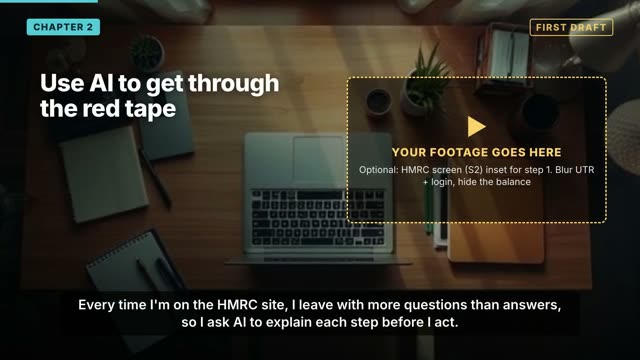 CHAPTER 2
FIRST DRAFT
Use AI to get through
the red tape
YOUR FOOTAGE GOES HERE
Optional: HMRC screen (S2) inset for step 1. Blur UTR
+ login, hide the balance
Every time I'm on the HMRC site, I leave with more questions than answers,
so I ask AI to explain each step before I act.